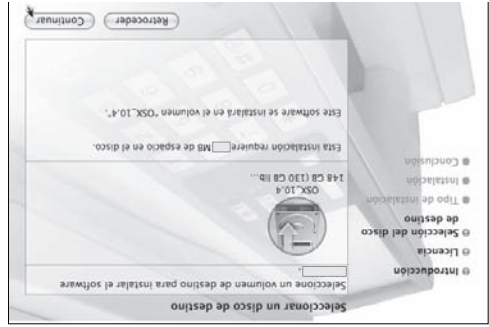 Introducción
Licencia
Selección del disco
de destino
Tipo de instalación
Instalación
Conclusión
Seleccionar un disco de destino
Seleccione un volumen de destino para instalar el software
.
OSX_10.4
148 GB (130 GB lib...
Esta instalación requiere MB de espacio en el disco.
Este software se instalará en el volumen "OSX_10.4".
Retroceder
Continuar